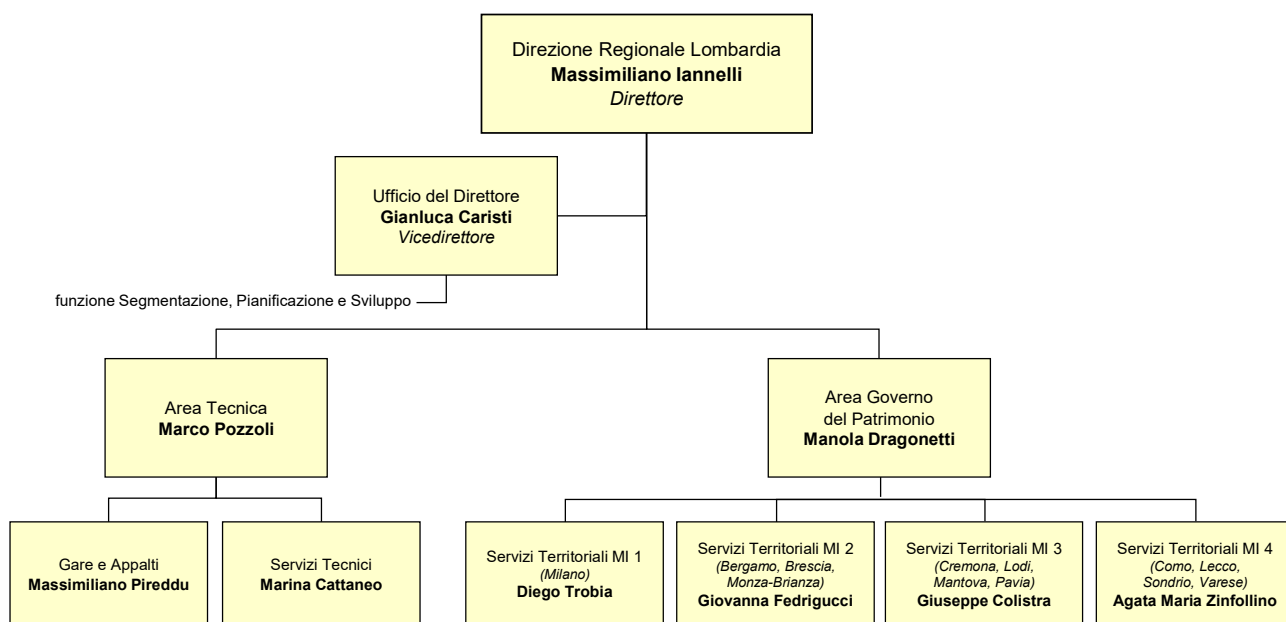 Direzione Regionale Lombardia
Massimiliano Iannelli
Direttore
Ufficio del Direttore
Gianluca Caristi
Vicedirettore
funzione Segmentazione, Pianificazione e Sviluppo
Area Tecnica
Marco Pozzoli
Area Governo
del Patrimonio
Manola Dragonetti
Gare e Appalti
Massimiliano Pireddu
Servizi Tecnici
Marina Cattaneo
Servizi Territoriali MI 1
(Milano)
Diego Trobia
Servizi Territoriali MI 2
(Bergamo, Brescia,
Monza-Brianza)
Giovanna Fedrigucci
Servizi Territoriali MI 3
(Cremona, Lodi,
Mantova, Pavia)
Giuseppe Colistra
Servizi Territoriali MI 4
(Como, Lecco,
Sondrio, Varese)
Agata Maria Zinfollino